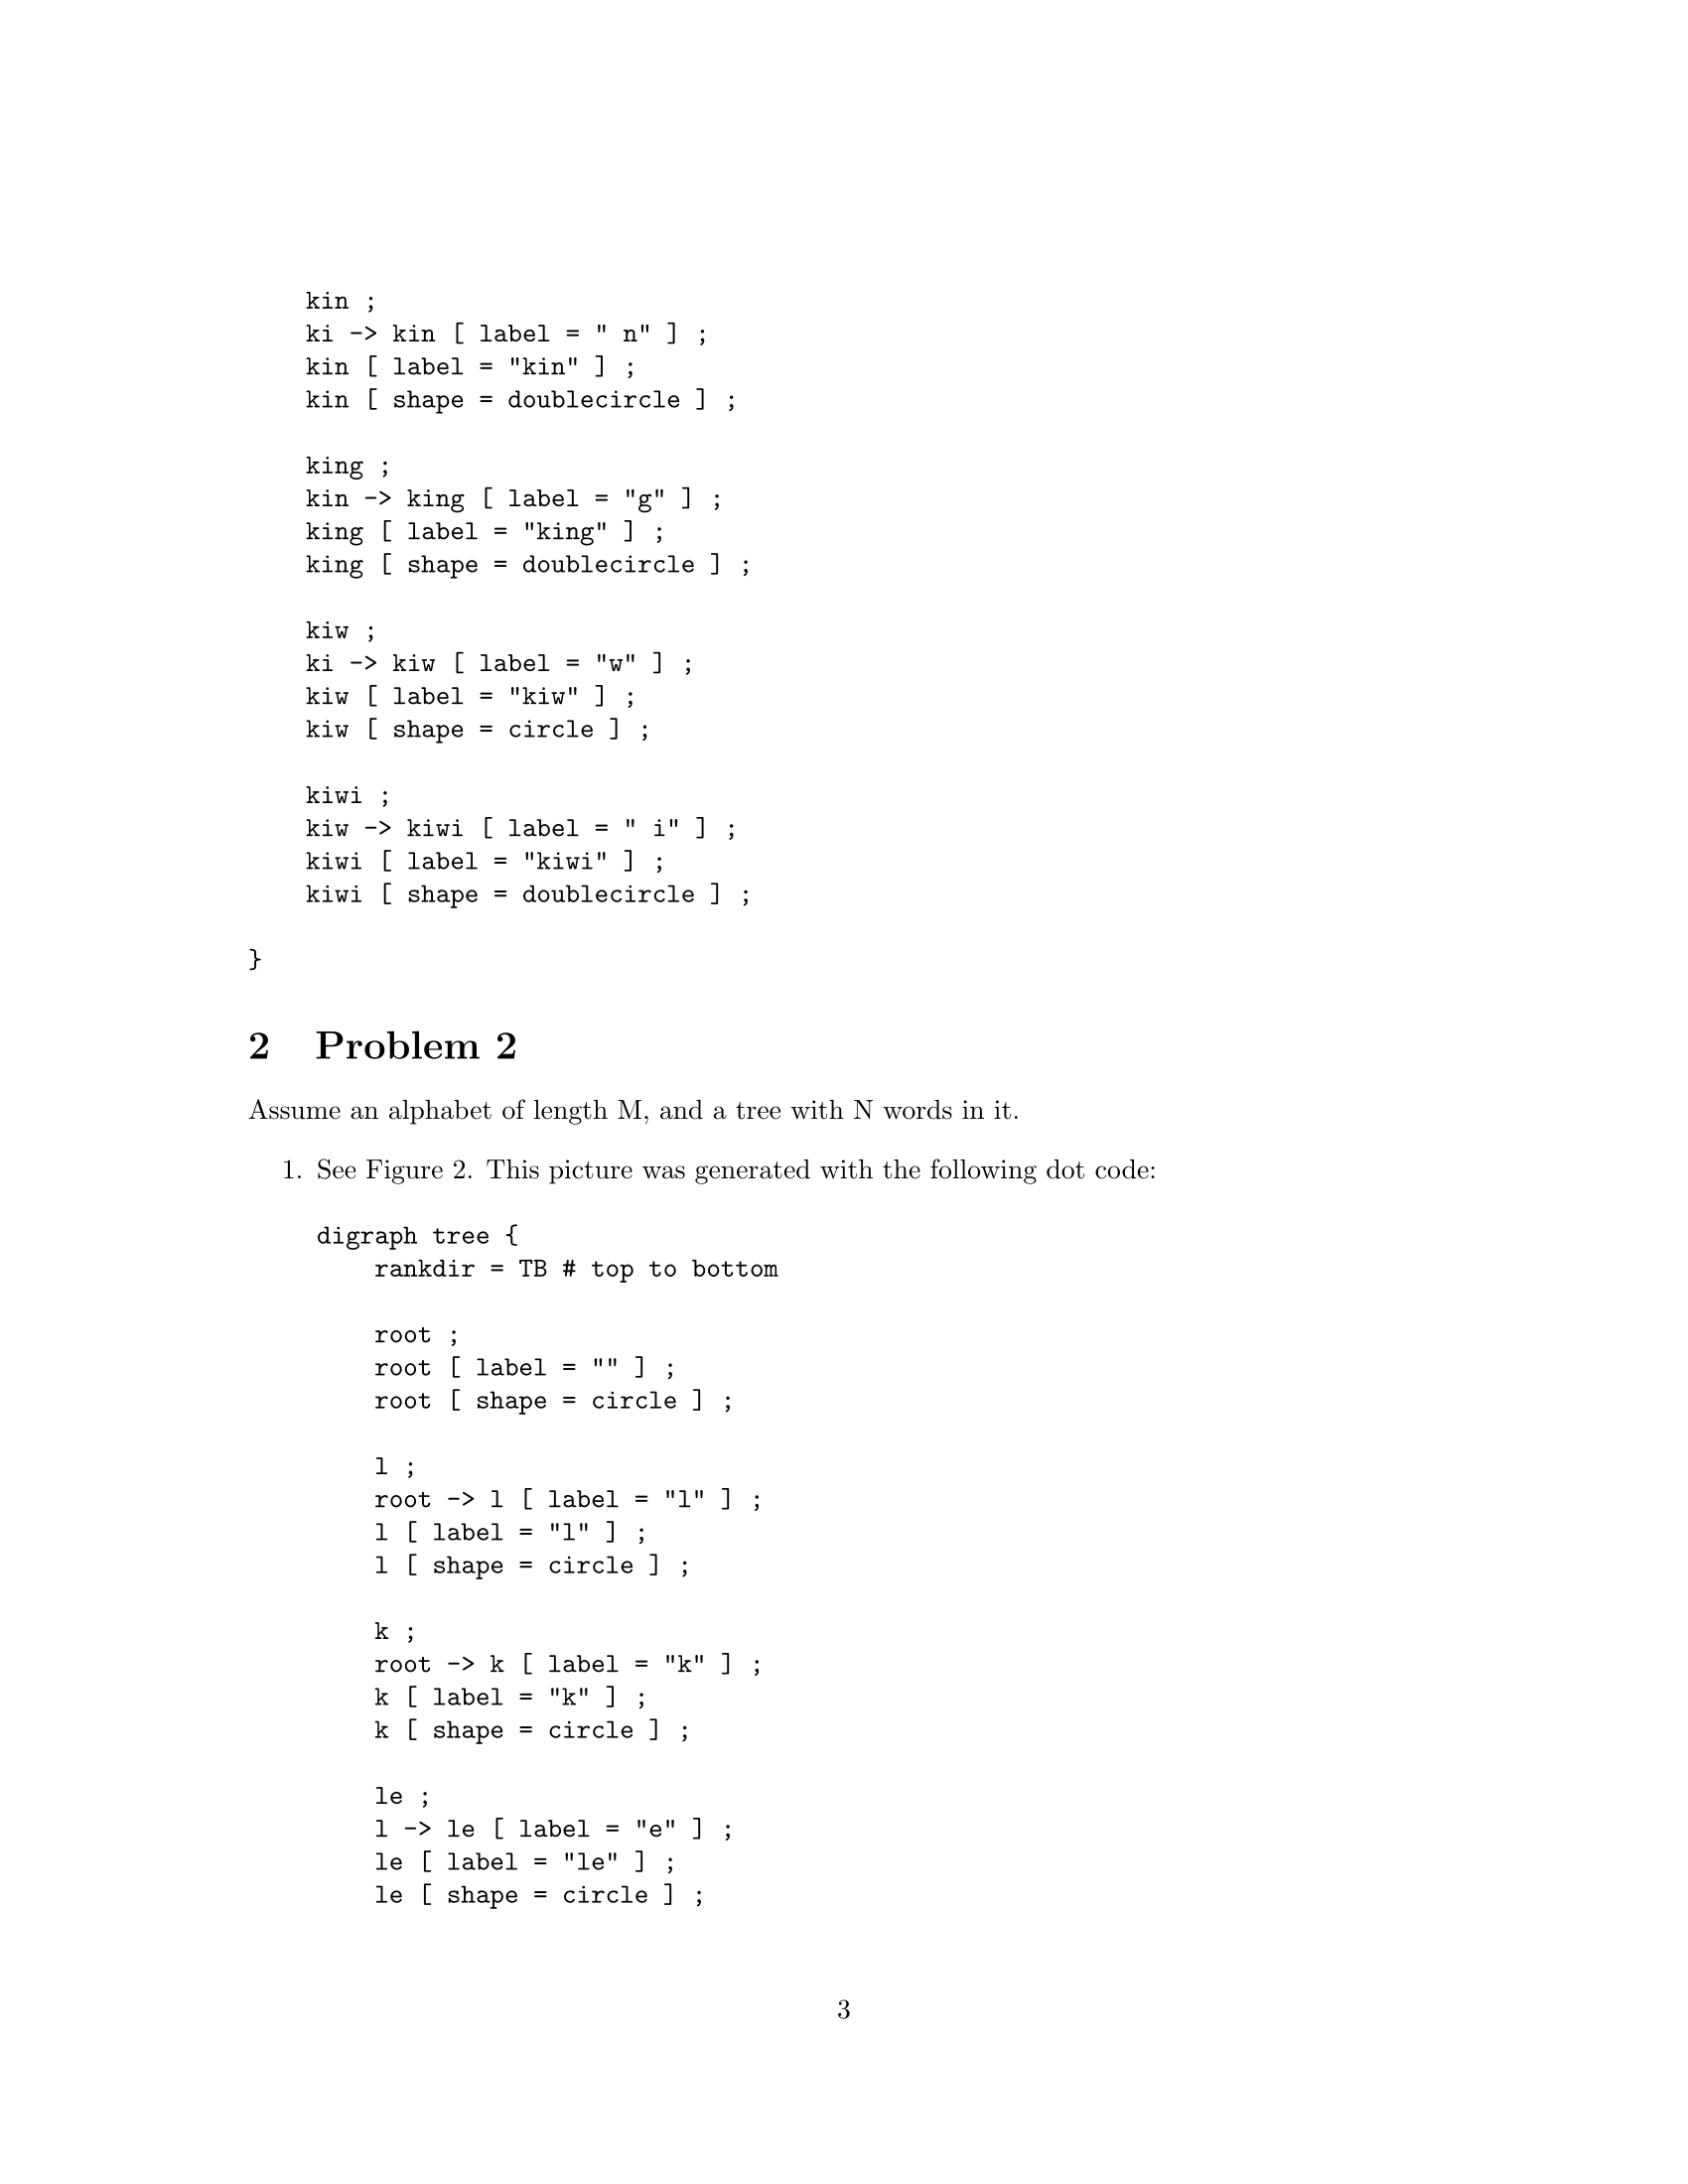 kin ;
ki -> kin [ label = " n" ] ;
kin [ label = "kin" ] ;
kin [ shape = doublecircle ] ;
king ;
kin -> king [ label = "g" ] ;
king [ label = "king" ] ;
king [ shape = doublecircle ] ;
kiw ;
ki -> kiw [ label = "w" ] ;
kiw [ label = "kiw" ] ;
kiw [ shape = circle ] ;
kiwi ;
kiw -> kiwi [ label = " i" ] ;
kiwi [ label = "kiwi" ] ;
kiwi [ shape = doublecircle ] ;
}
2 Problem 2
Assume an alphabet of length M, and a tree with N words in it.
1. See Figure 2. This picture was generated with the following dot code:
digraph tree {
rankdir = TB # top to bottom
root ;
root [ label = "" ] ;
root [ shape = circle ] ;
l ;
root -> l [ label = "l" ] ;
l [ label = "l" ] ;
l [ shape = circle ] ;
k ;
root -> k [ label = "k" ] ;
k [ label = "k" ] ;
k [ shape = circle ] ;
le ;
l -> le [ label = "e" ] ;
le [ label = "le" ] ;
le [ shape = circle ] ;
3